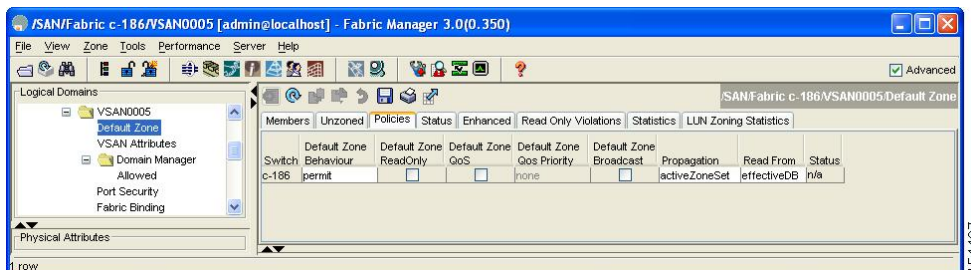 /SAN/Fabric c-186/VSAN0005 [admin@localhost] - Fabric Manager 3.0(0.350)
File View Zone Tools Performance Server Help
Advanced
Logical Domains
/SAN/Fabric c-186/VSAN0005/Default Zone
VSAN0005
Default Zone
VSAN Attributes
Domain Manager
Allowed
Port Security
Fabric Binding
Physical Attributes
Members Unzoned Policies Status Enhanced Read Only Violations Statistics LUN Zoning Statistics
Switch Default Zone Behaviour Default Zone ReadOnly Default Zone QoS Default Zone Qos Priority Default Zone Broadcast Propagation Read From Status
c-186 permit none activeZoneSet effectiveDB n/a
1 row